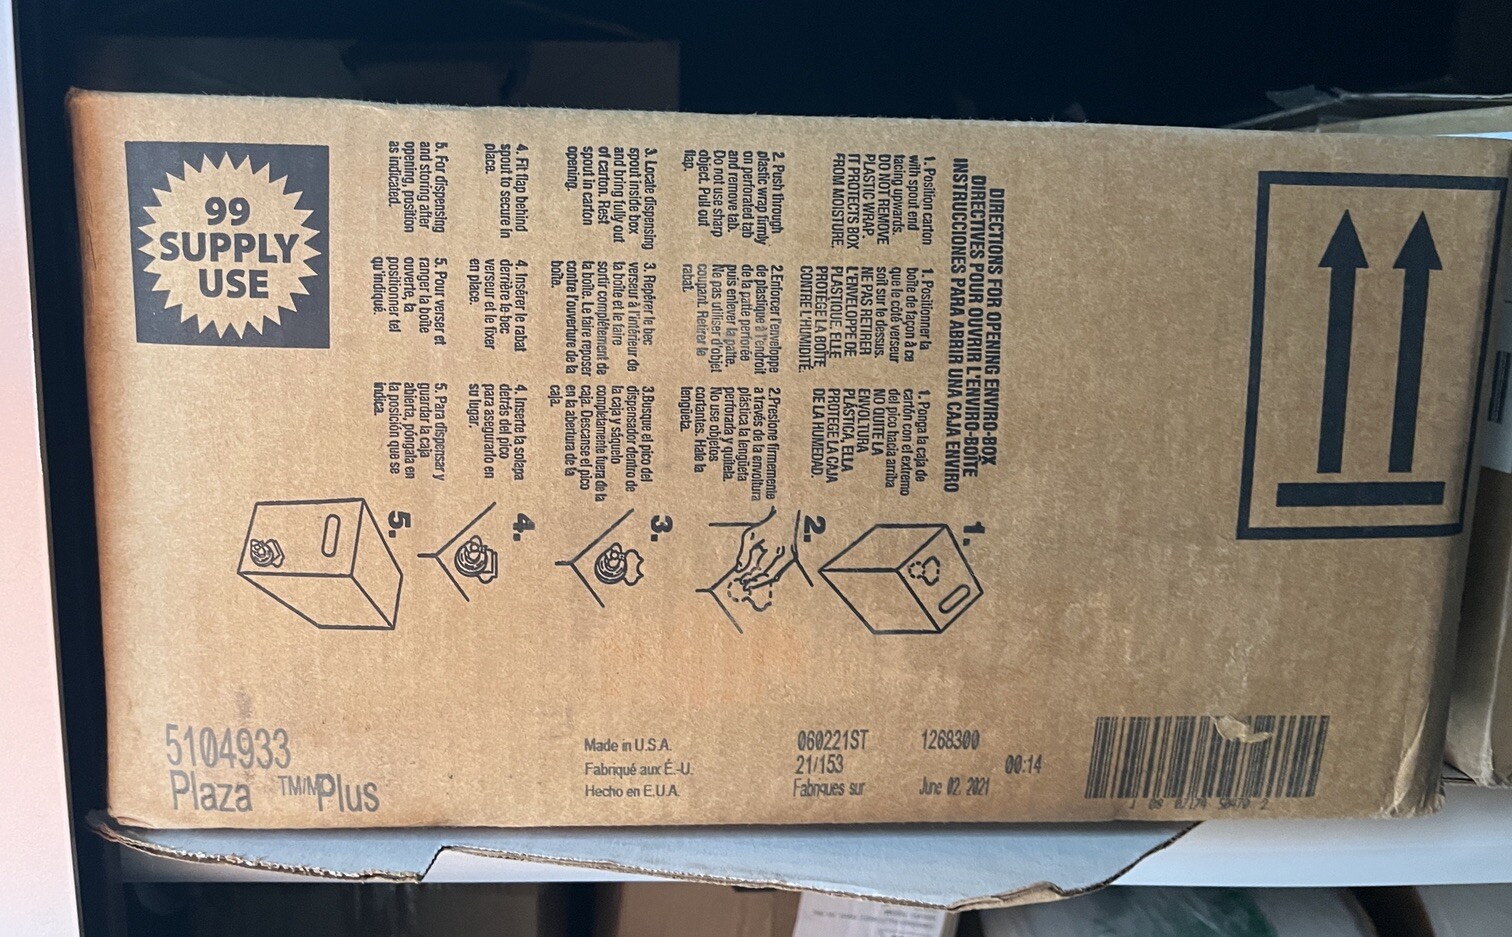 99
SUPPLY
USE
DIRECTIONS FOR OPENING ENVIRO-BOX
DIRECTIVES POUR OUVRIR L'ENVIRO-BOÎTE
INSTRUCCIONES PARA ABRIR UNA CAJA ENVIRO
1. Position carton
with spout end
facing upwards.
DO NOT REMOVE
PLASTIC WRAP.
IT PROTECTS BOX
FROM MOISTURE.
1. Positionner la
boîte de façon à ce
que le côté verseur
soit sur le dessus.
NE PAS RETIRER
L'ENVELOPPE DE
PLASTIQUE. ELLE
PROTÈGE LA BOÎTE
CONTRE L'HUMIDITÉ.
1. Ponga la caja de
cartón con el extremo
del pico hacia arriba
NO QUITE LA
ENVOLTURA
PLÁSTICA, ELLA
PROTEGE LA CAJA
DE LA HUMEDAD.
1.
2. Push through
plastic wrap firmly
on perforated tab
and remove tab.
Do not use sharp
object. Pull out
flap.
2. Enfoncer l'enveloppe
de plastique à l'endroit
de la patte perforée
puis enlever la patte.
Ne pas utiliser d'objet
coupant. Retirer le
rabat.
2. Presione firmemente
a través de la envoltura
plástica la lengüeta
perforada y quítela.
No use objetos
cortantes. Hale la
lengüeta.
2.
3. Locate dispensing
spout inside box
and bring fully out
of carton. Rest
spout in carton
opening.
3. Repérer le bec
verseur à l'intérieur de
la boîte et le faire
sortir complètement de
la boîte. Le faire reposer
contre l'ouverture de la
boîte.
3. Busque el pico del
dispensador dentro de
la caja y sáquelo
completamente fuera de la
caja. Descanse el pico
en la abertura de la
caja.
3.
4. Fit flap behind
spout to secure in
place.
4. Insérer le rabat
derrière le bec
verseur et le fixer
en place.
4. Inserte la solapa
detrás del pico
para asegurarlo en
su lugar.
4.
5. For dispensing
and storing after
opening, position
as indicated.
5. Pour verser et
ranger la boîte
ouverte, la
positionner tel
qu'indiqué.
5. Para dispensar y
guardar la caja
abierta, póngala en
la posición que se
indica.
5.
5104933
Plaza TM/MPlus
Made in U.S.A.
Fabriqué aux É.-U.
Hecho en E.U.A.
060221ST 1268300
21/153 00:14
Fabriques sur June 02, 2021